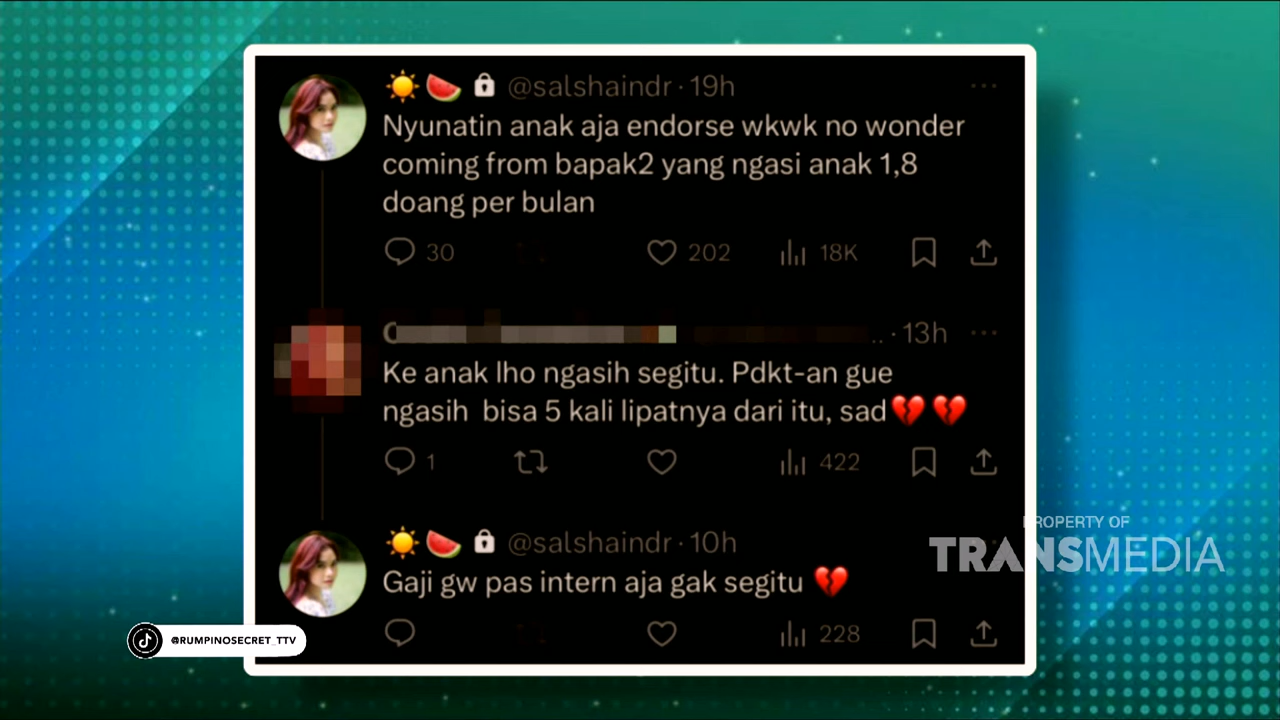 @salshaindr · 19h
Nyunatin anak aja endorse wkwk no wonder
coming from bapak2 yang ngasi anak 1,8
doang per bulan
30 202 18K
.. · 13h
Ke anak lho ngasih segitu. Pdkt-an gue
ngasih bisa 5 kali lipatnya dari itu, sad💔💔
1 422
@salshaindr · 10h
Gaji gw pas intern aja gak segitu 💔
228
PROPERTY OF
TRANSMEDIA
@RUMPINOSECRET_TTV